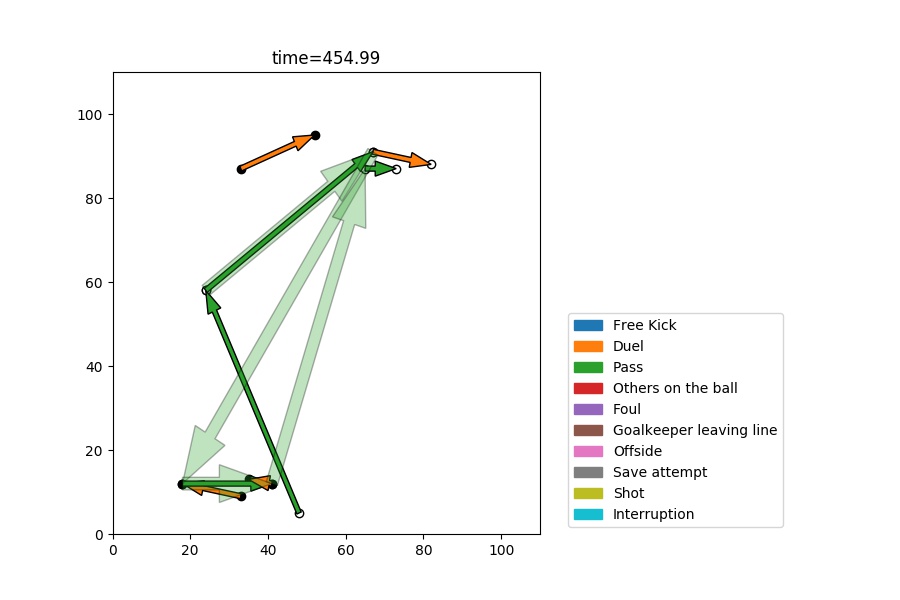 time=454.99
100
80
60
40
20
0
0 20 40 60 80 100
Free Kick
Duel
Pass
Others on the ball
Foul
Goalkeeper leaving line
Offside
Save attempt
Shot
Interruption